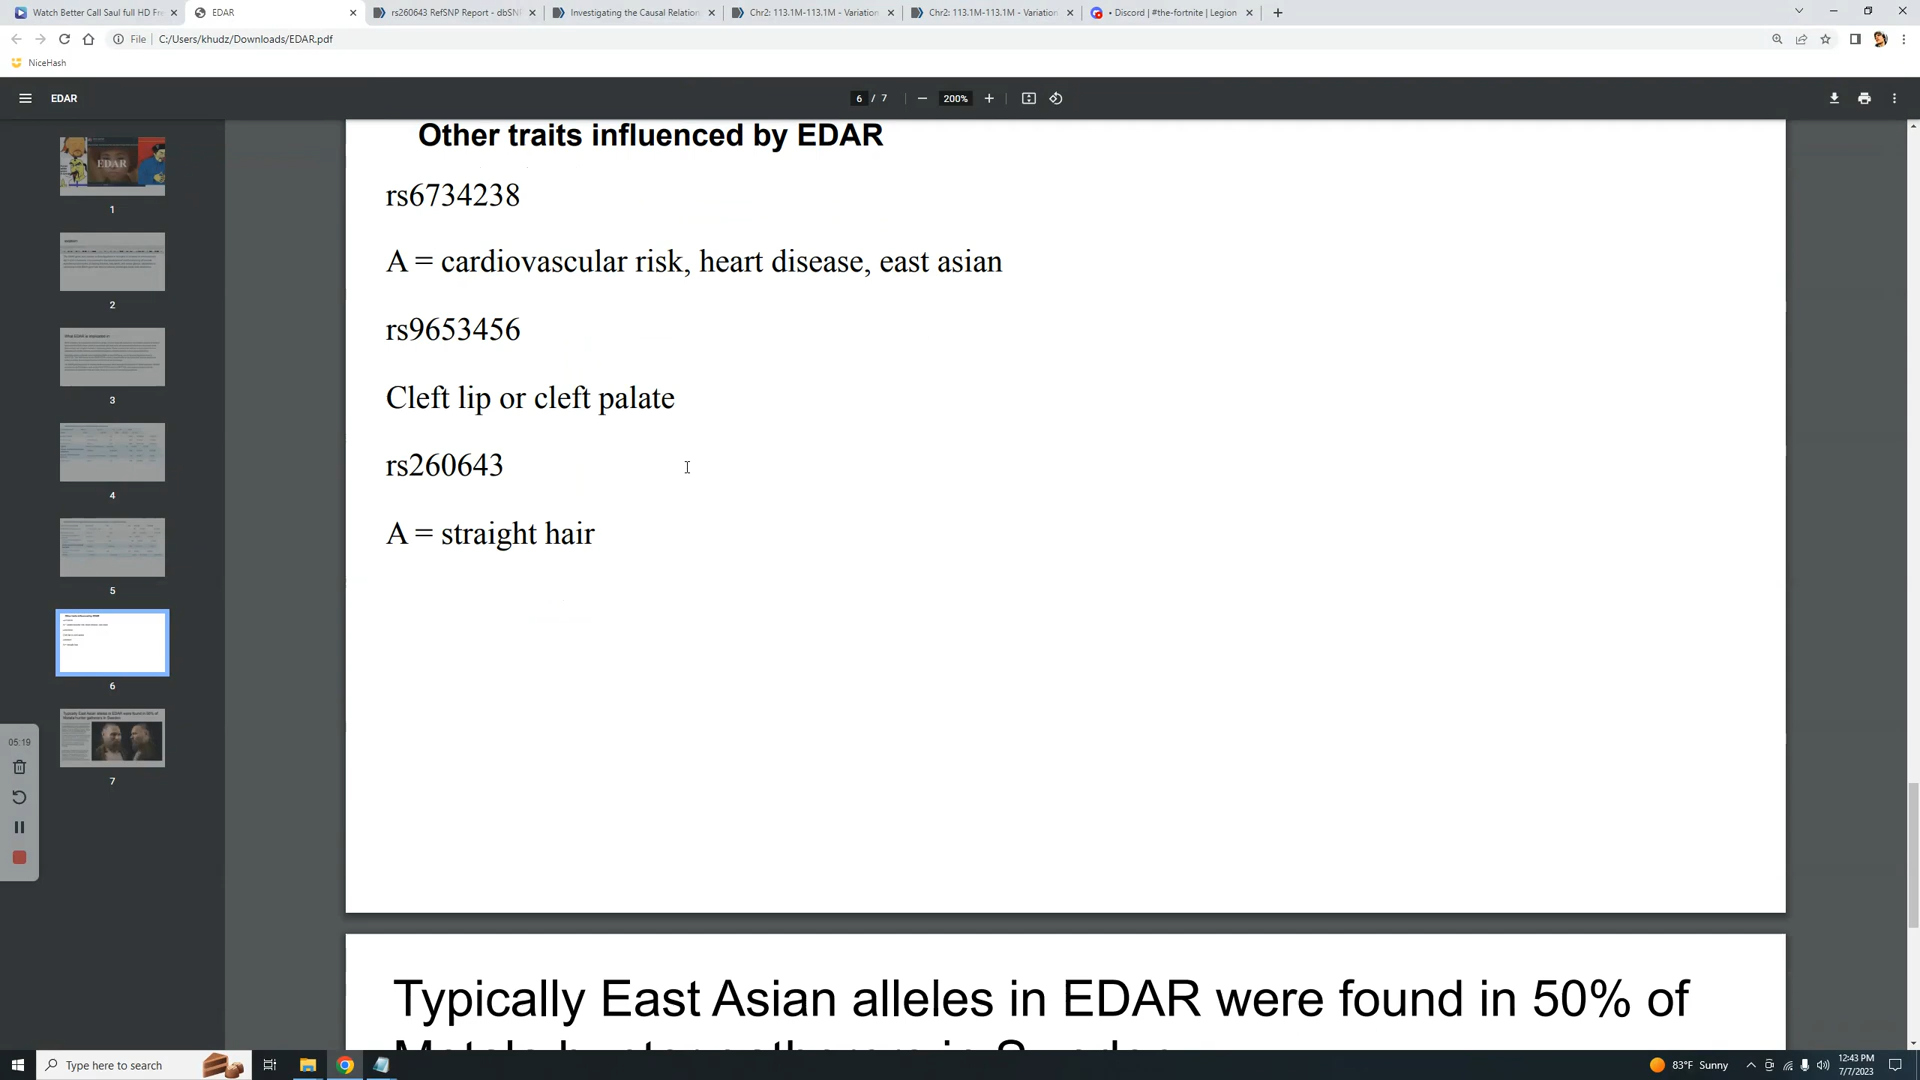 Watch Better Call Saul full HD Fre
EDAR
rs260643 RefSNP Report - dbSN
Investigating the Causal Relation
Chr2: 113.1M-113.1M - Variation
Chr2: 113.1M-113.1M - Variation
• Discord | #the-fortnite | Legion
File
C:/Users/khudz/Downloads/EDAR.pdf
NiceHash
EDAR
6 / 7
200%
Other traits influenced by EDAR
rs6734238
A = cardiovascular risk, heart disease, east asian
rs9653456
Cleft lip or cleft palate
rs260643
A = straight hair
Typically East Asian alleles in EDAR were found in 50% of
EDAR
1
2
3
4
5
6
7
05:19
Type here to search
83°F Sunny
12:43 PM
7/7/2023